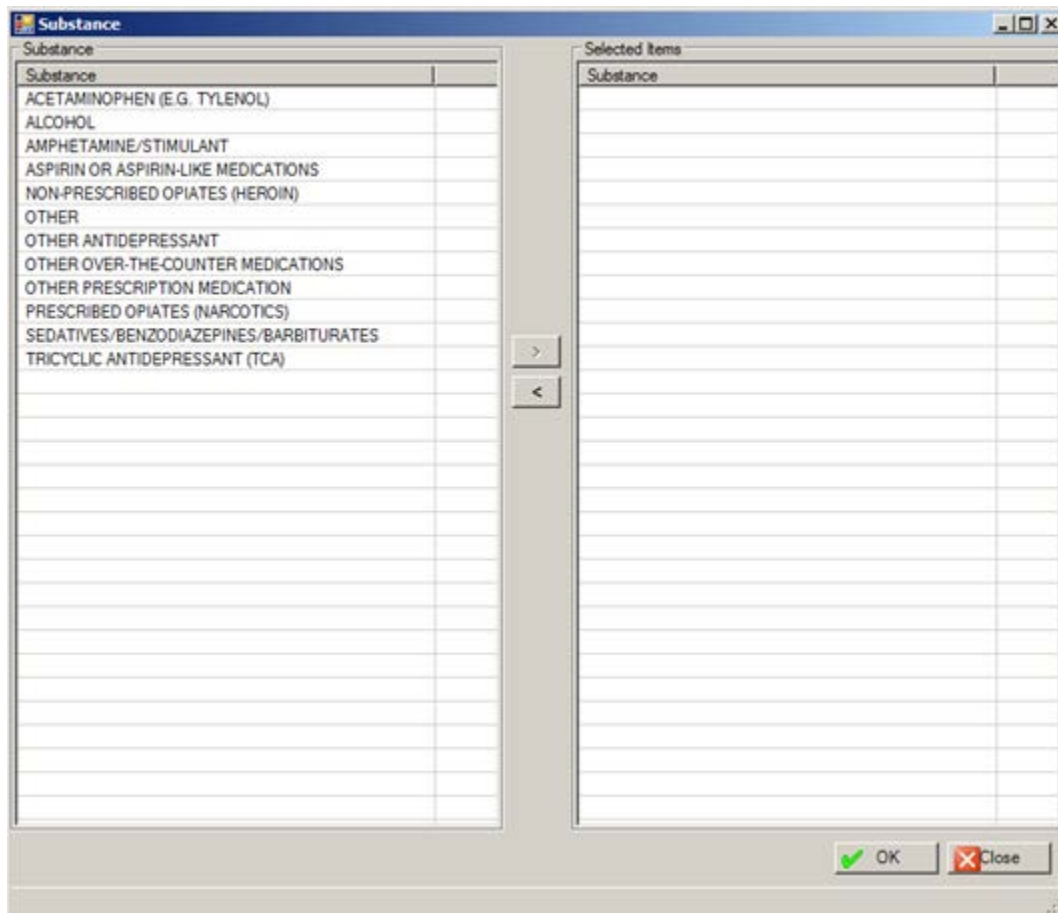 Substance
Substance
Substance
ACETAMINOPHEN (E.G. TYLENOL)
ALCOHOL
AMPHETAMINE/STIMULANT
ASPIRIN OR ASPIRIN-LIKE MEDICATIONS
NON-PRESCRIBED OPIATES (HEROIN)
OTHER
OTHER ANTIDEPRESSANT
OTHER OVER-THE-COUNTER MEDICATIONS
OTHER PRESCRIPTION MEDICATION
PRESCRIBED OPIATES (NARCOTICS)
SEDATIVES/BENZODIAZEPINES/BARBITURATES
TRICYCLIC ANTIDEPRESSANT (TCA)
>
<
Selected Items
Substance
OK
Close